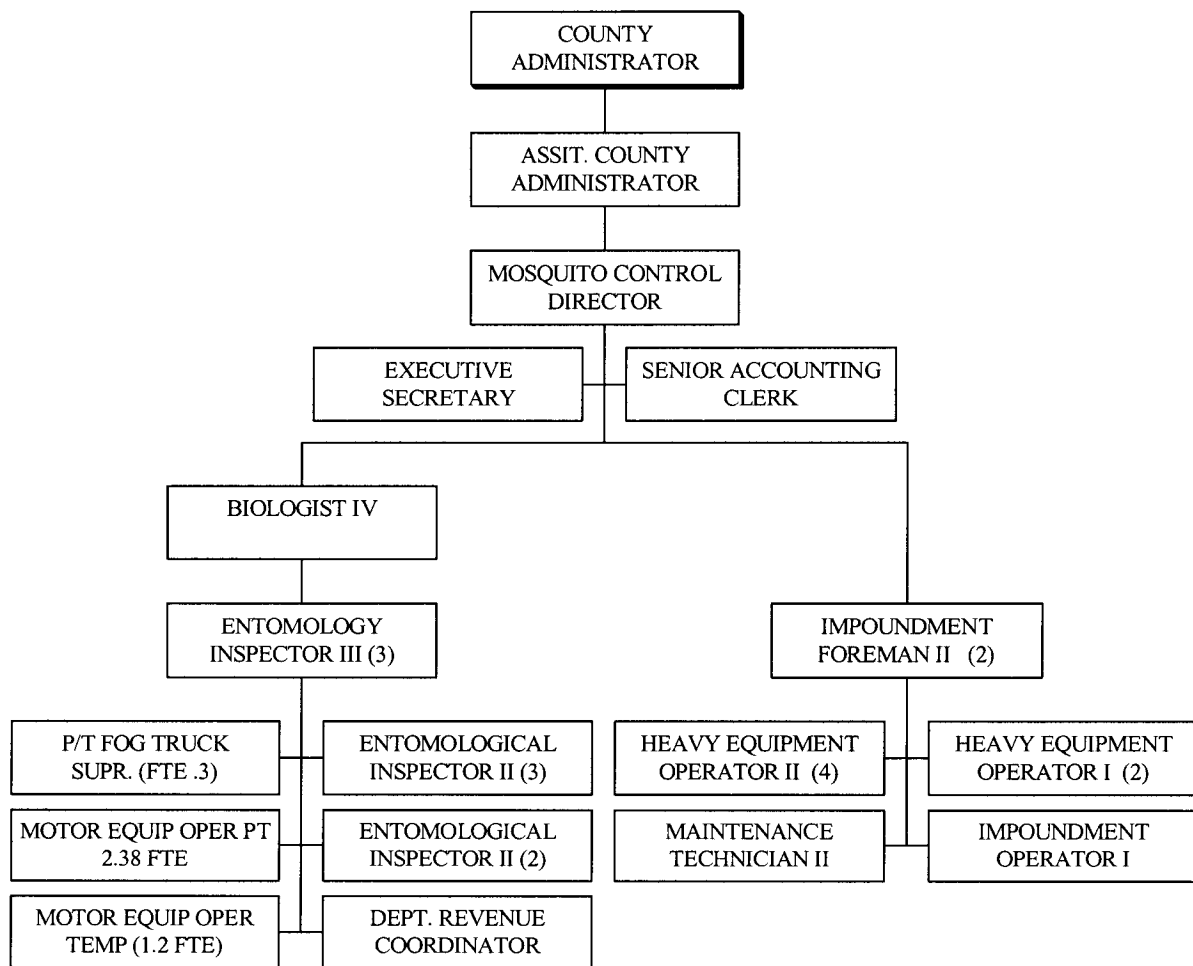 COUNTY
ADMINISTRATOR
ASSIT. COUNTY
ADMINISTRATOR
MOSQUITO CONTROL
DIRECTOR
EXECUTIVE
SECRETARY
SENIOR ACCOUNTING
CLERK
BIOLOGIST IV
ENTOMOLOGY
INSPECTOR III (3)
IMPOUNDMENT
FOREMAN II (2)
P/T FOG TRUCK
SUPR. (FTE .3)
ENTOMOLOGICAL
INSPECTOR II (3)
HEAVY EQUIPMENT
OPERATOR II (4)
HEAVY EQUIPMENT
OPERATOR I (2)
MOTOR EQUIP OPER PT
2.38 FTE
ENTOMOLOGICAL
INSPECTOR II (2)
MAINTENANCE
TECHNICIAN II
IMPOUNDMENT
OPERATOR I
MOTOR EQUIP OPER
TEMP (1.2 FTE)
DEPT. REVENUE
COORDINATOR